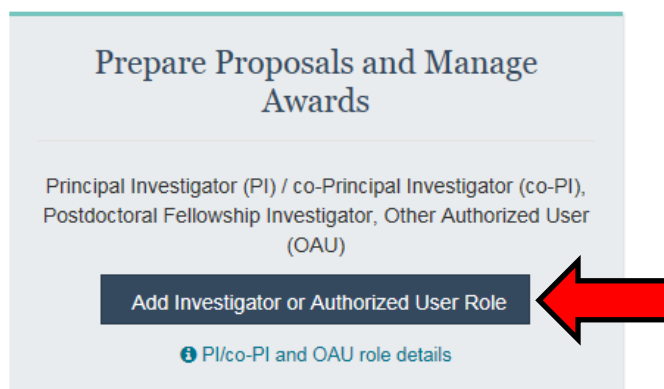 Prepare Proposals and Manage
Awards
Principal Investigator (PI) / co-Principal Investigator (co-PI),
Postdoctoral Fellowship Investigator, Other Authorized User
(OAU)
Add Investigator or Authorized User Role
PI/co-PI and OAU role details